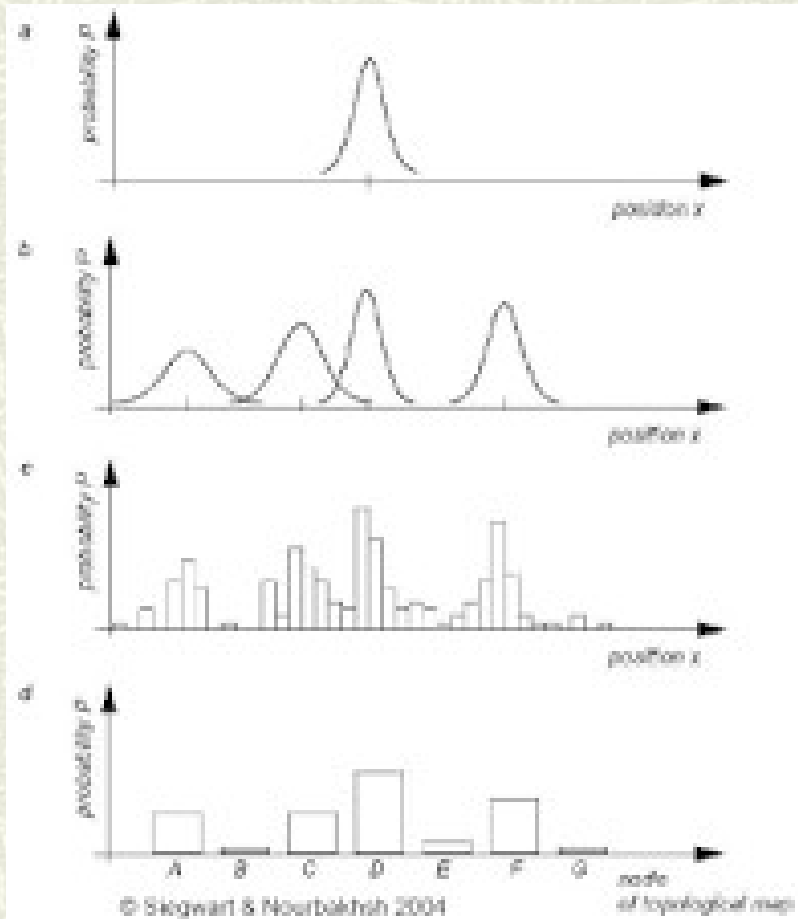 a
probability P
position x
b
probability P
position x
c
probability P
position x
d
probability P
A B C D E F G
node
of topological map
© Siegwart & Nourbakhsh 2004